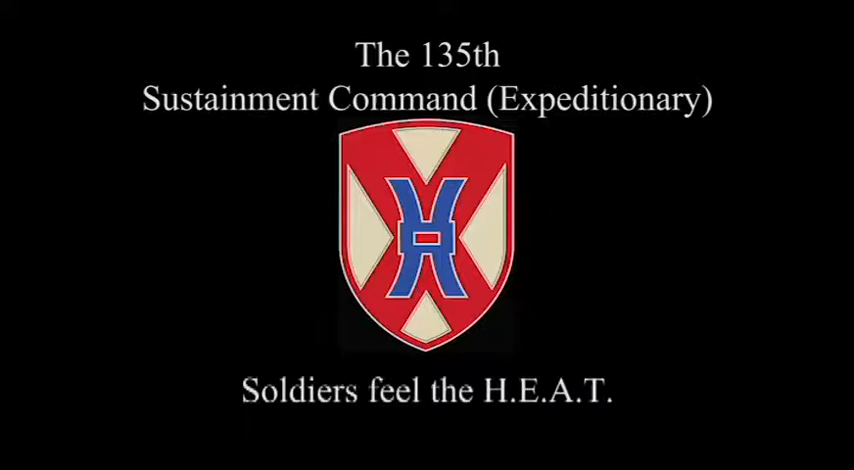 The 135th
Sustainment Command (Expeditionary)
Soldiers feel the H.E.A.T.